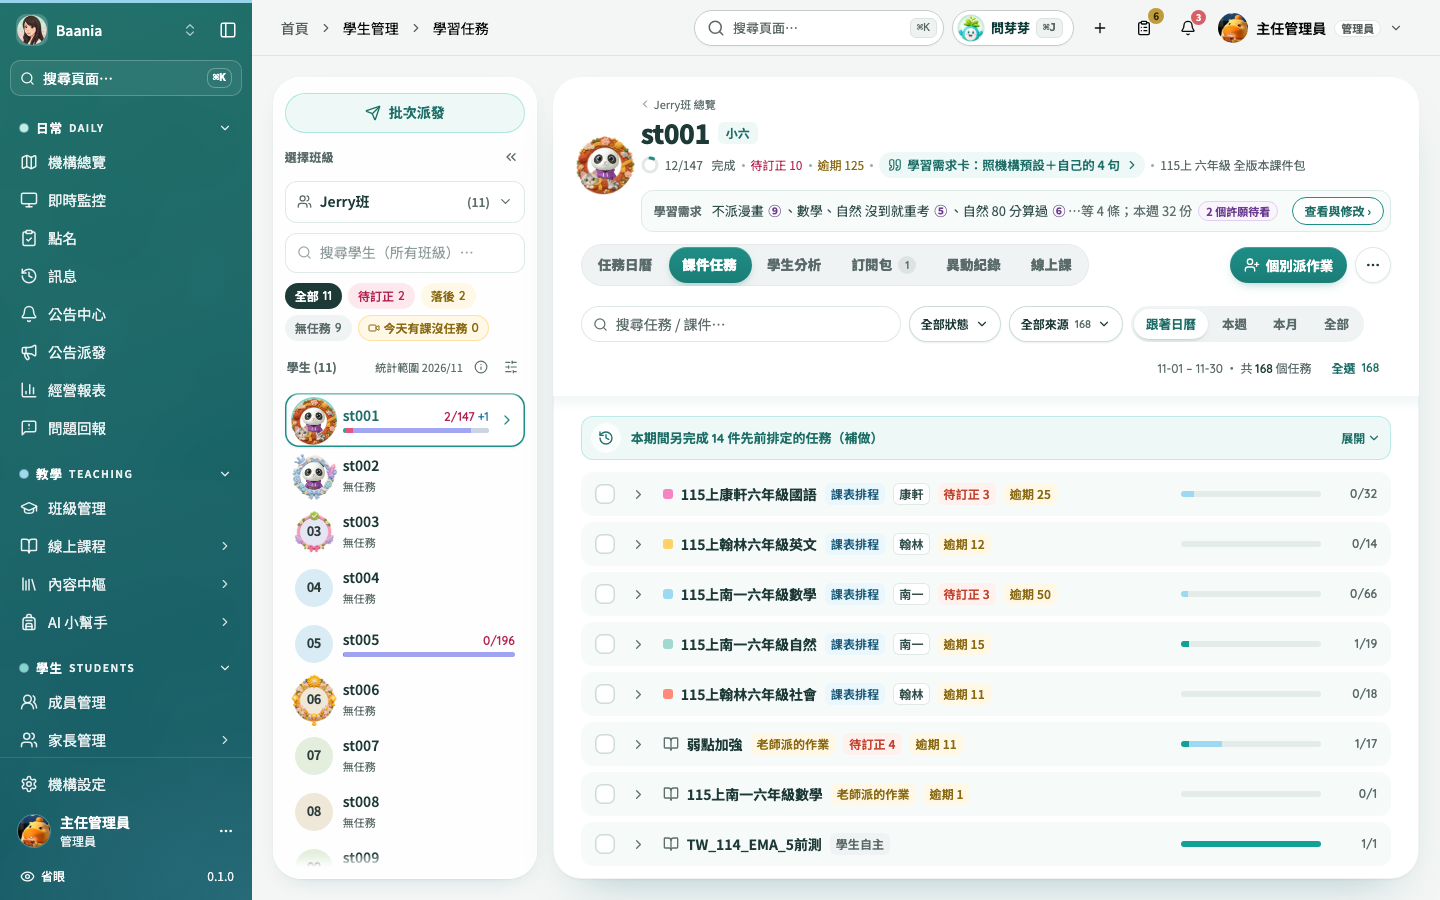 Baania
搜尋頁面⋯ ⌘K
日常 DAILY
機構總覽
即時監控
點名
訊息
公告中心
公告派發
經營報表
問題回報
教學 TEACHING
班級管理
線上課程
內容中樞
AI 小幫手
學生 STUDENTS
成員管理
家長管理
機構設定
主任管理員
管理員
省眼 0.1.0
首頁 › 學生管理 › 學習任務
搜尋頁面⋯ ⌘K
問芽芽 ⌘J
6
3
主任管理員 管理員
批次派發
選擇班級
Jerry班 (11)
搜尋學生（所有班級）⋯
全部 11 待訂正 2 落後 2
無任務 9 今天有課沒任務 0
學生 (11) 統計範圍 2026/11
st001 2/147 +1
st002
無任務
03 st003
無任務
04 st004
無任務
05 st005 0/196
06 st006
無任務
07 st007
無任務
08 st008
無任務
st009
‹ Jerry班 總覽
st001 小六
12/147 完成 • 待訂正 10 • 逾期 125 • 學習需求卡：照機構預設＋自己的 4 句 › • 115上 六年級 全版本課件包
學習需求 不派漫畫 ⑨ 、數學、自然 沒到就重考 ⑤ 、自然 80 分算過 ⑥ ⋯等 4 條；本週 32 份 2 個許願待看 查看與修改 ›
任務日曆 課件任務 學生分析 訂閱包 1 異動紀錄 線上課
個別派作業
搜尋任務 / 課件⋯ 全部狀態 全部來源 168 跟著日曆 本週 本月 全部
11-01 – 11-30 • 共 168 個任務 全選 168
本期間另完成 14 件先前排定的任務（補做） 展開
115上康軒六年級國語 課表排程 康軒 待訂正 3 逾期 25 0/32
115上翰林六年級英文 課表排程 翰林 逾期 12 0/14
115上南一六年級數學 課表排程 南一 待訂正 3 逾期 50 0/66
115上南一六年級自然 課表排程 南一 逾期 15 1/19
115上翰林六年級社會 課表排程 翰林 逾期 11 0/18
弱點加強 老師派的作業 待訂正 4 逾期 11 1/17
115上南一六年級數學 老師派的作業 逾期 1 0/1
TW_114_EMA_5前測 學生自主 1/1